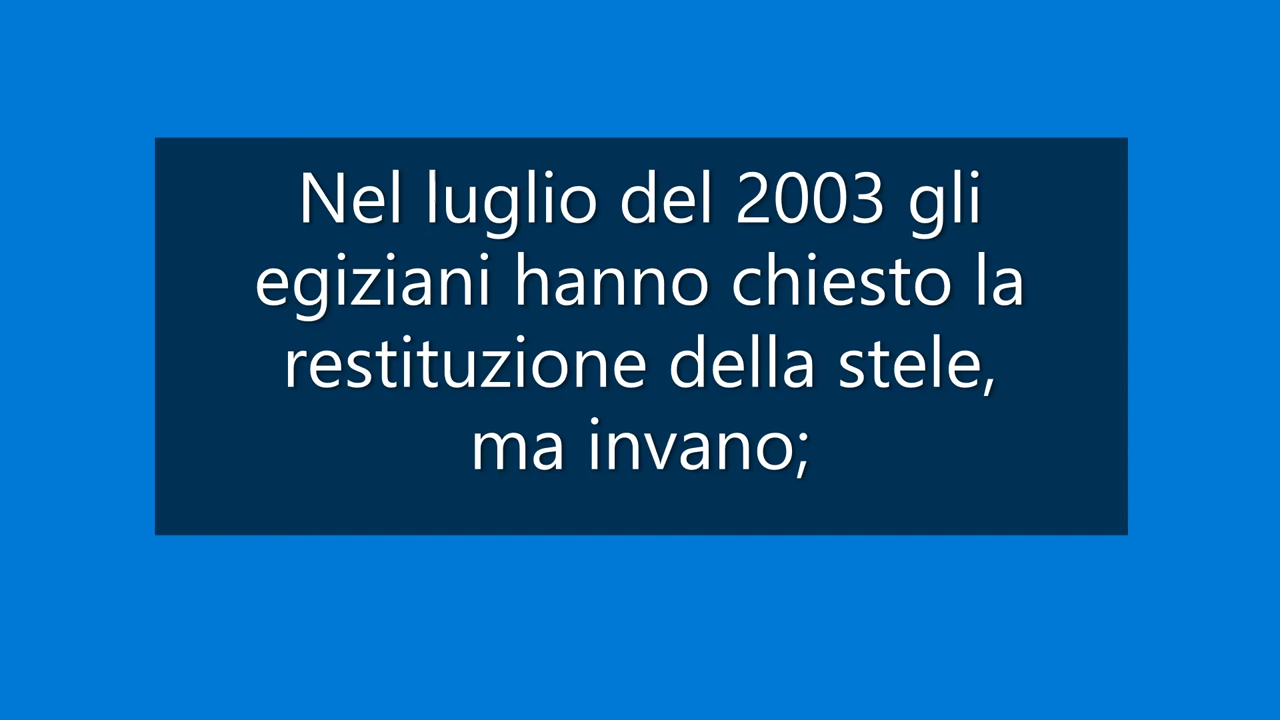 Nel luglio del 2003 gli
egiziani hanno chiesto la
restituzione della stele,
ma invano;